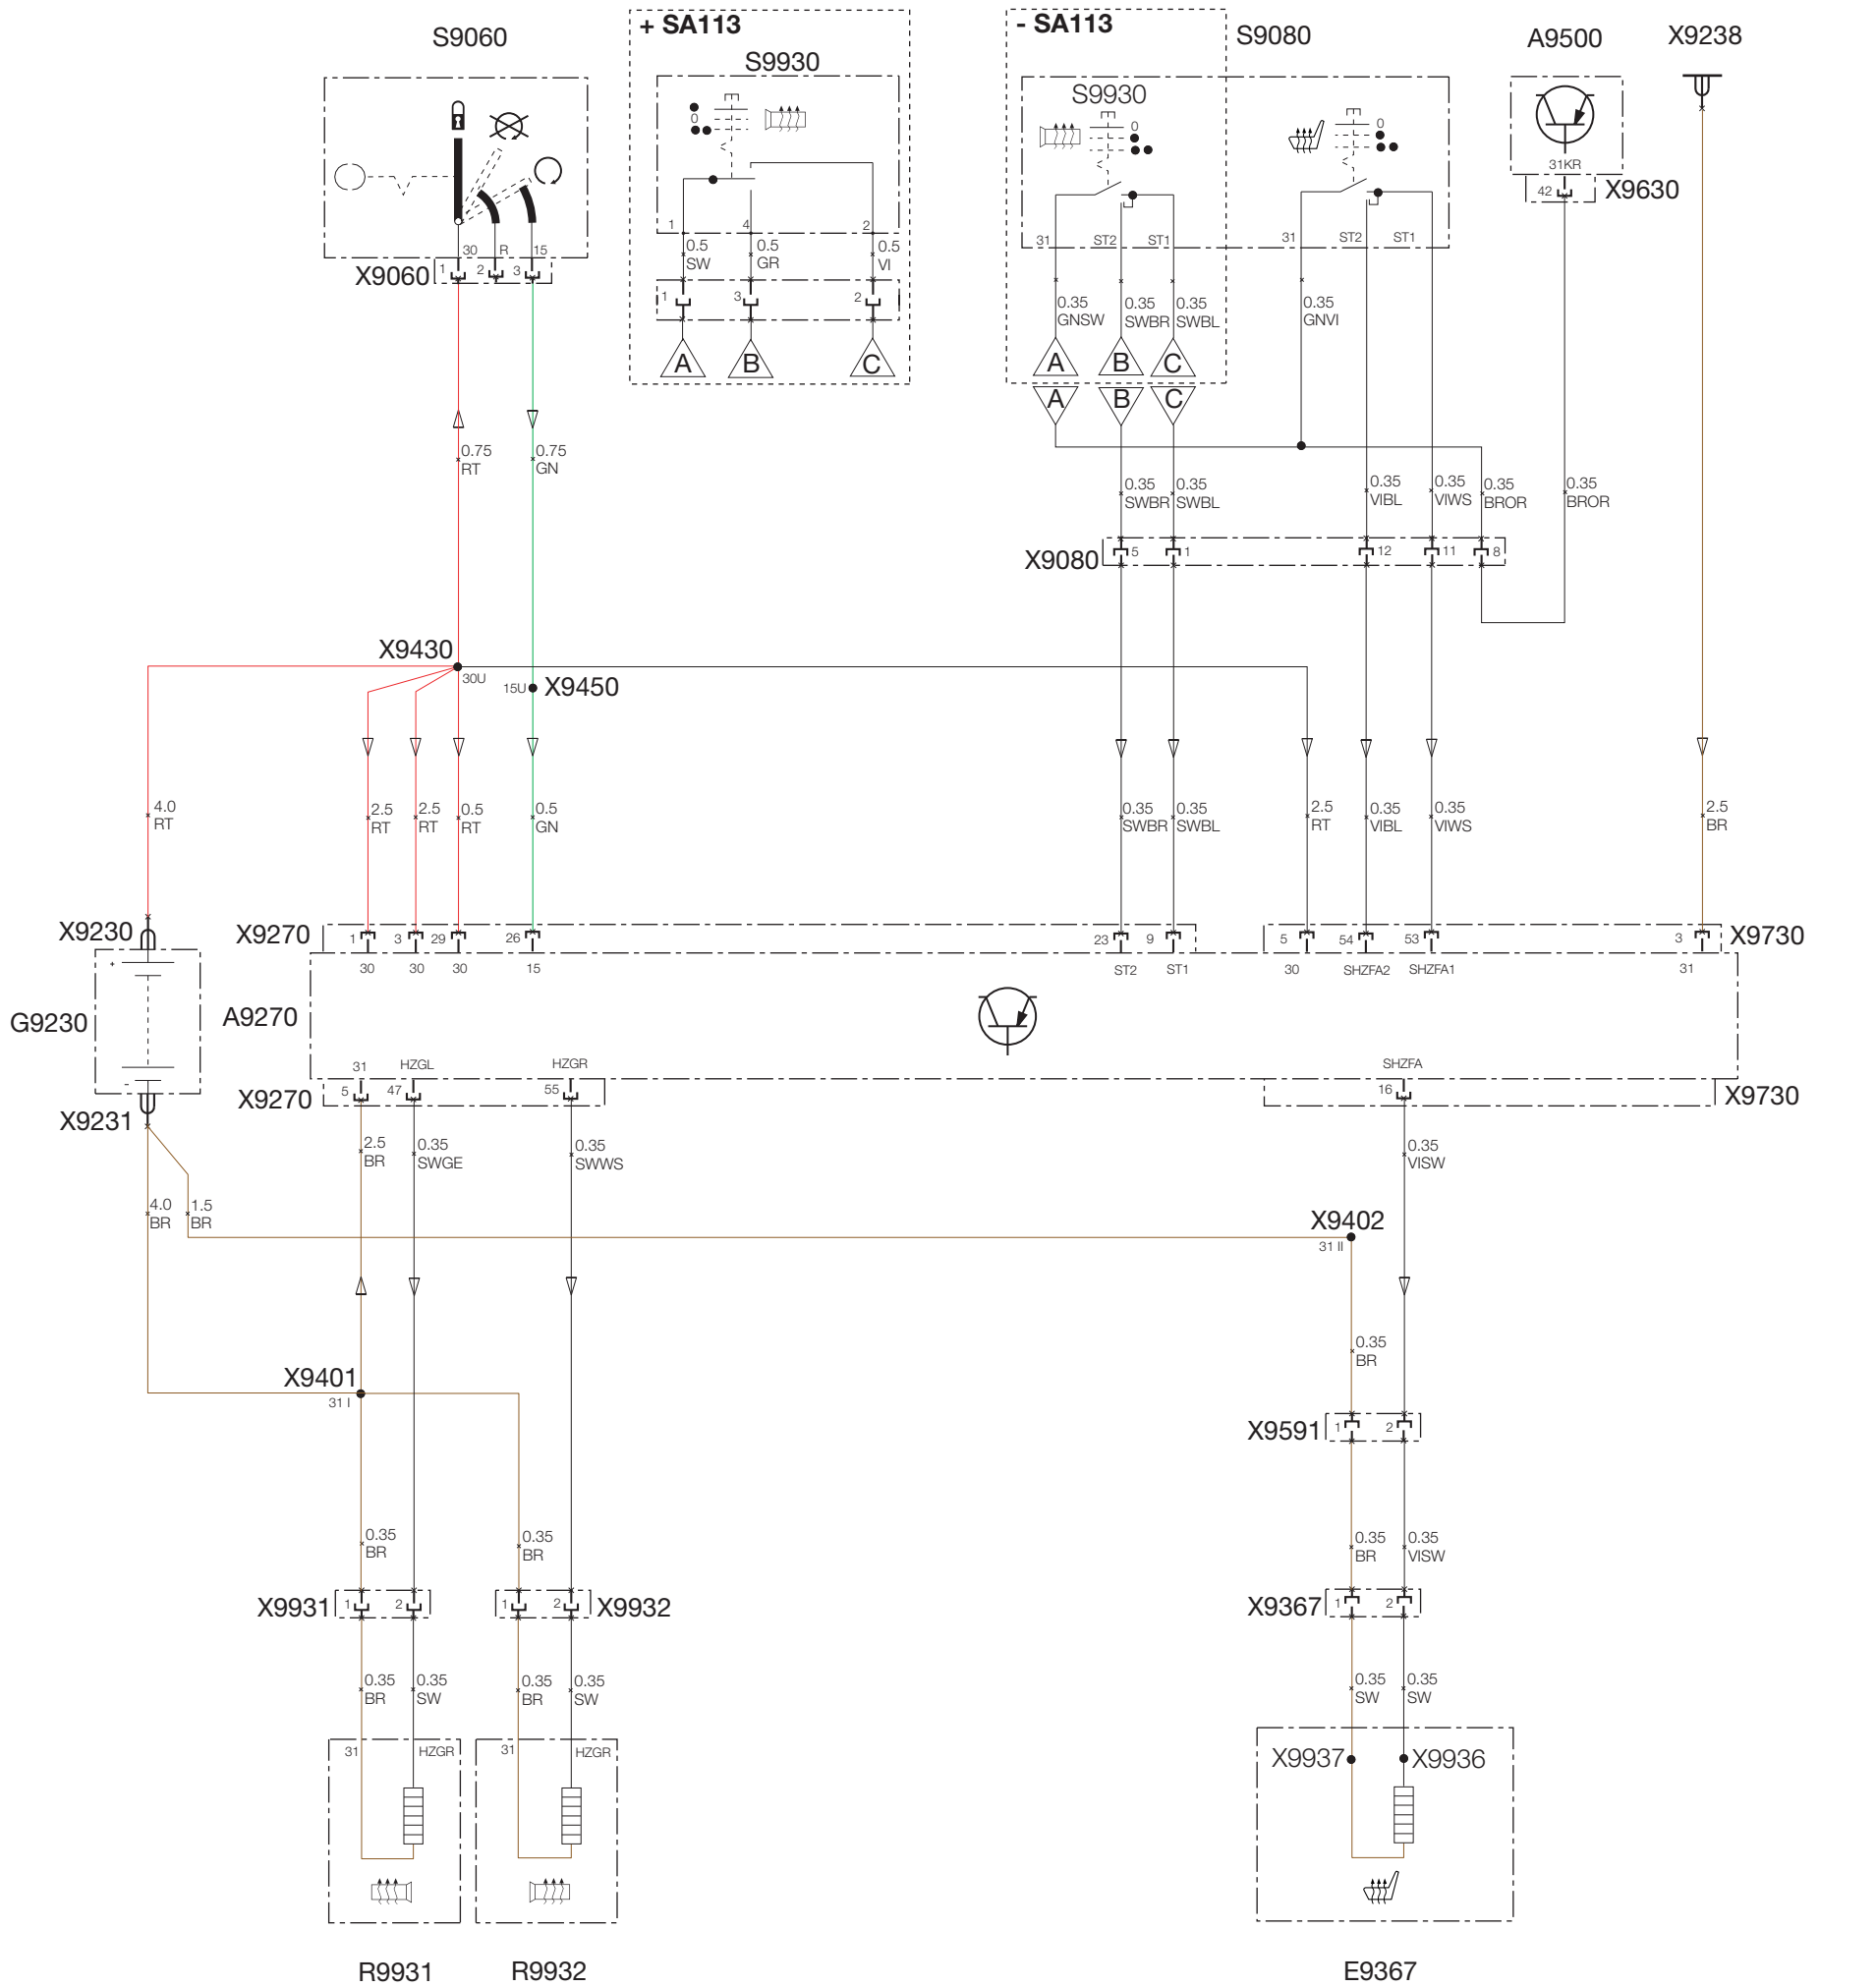 S9060
+ SA113
S9930
- SA113
S9080
A9500
X9238
S9930
0
0
0
31KR
42
X9630
30
R
15
X9060
1
2
3
1
4
2
0.5
SW
0.5
GR
0.5
VI
1
3
2
A
B
C
31
ST2
ST1
31
ST2
ST1
0.35
GNSW
0.35
SWBR
0.35
SWBL
0.35
GNVI
A
B
C
A
B
C
0.75
RT
0.75
GN
0.35
SWBR
0.35
SWBL
0.35
VIBL
0.35
VIWS
0.35
BROR
0.35
BROR
X9080
5
1
12
11
8
X9430
30U
15U
X9450
4.0
RT
2.5
RT
2.5
RT
0.5
RT
0.5
GN
0.35
SWBR
0.35
SWBL
2.5
RT
0.35
VIBL
0.35
VIWS
2.5
BR
X9230
X9270
1
3
29
26
23
9
5
54
53
3
X9730
+
30
30
30
15
ST2
ST1
30
SHZFA2
SHZFA1
31
G9230
A9270
-
31
HZGL
HZGR
SHZFA
X9231
X9270
5
47
55
16
X9730
2.5
BR
0.35
SWGE
0.35
SWWS
0.35
VISW
4.0
BR
1.5
BR
X9402
31 II
0.35
BR
X9401
31 I
X9591
1
2
0.35
BR
0.35
BR
0.35
BR
0.35
VISW
X9931
1
2
1
2
X9932
X9367
1
2
0.35
BR
0.35
SW
0.35
BR
0.35
SW
0.35
SW
0.35
SW
31
HZGR
31
HZGR
X9937
X9936
R9931
R9932
E9367